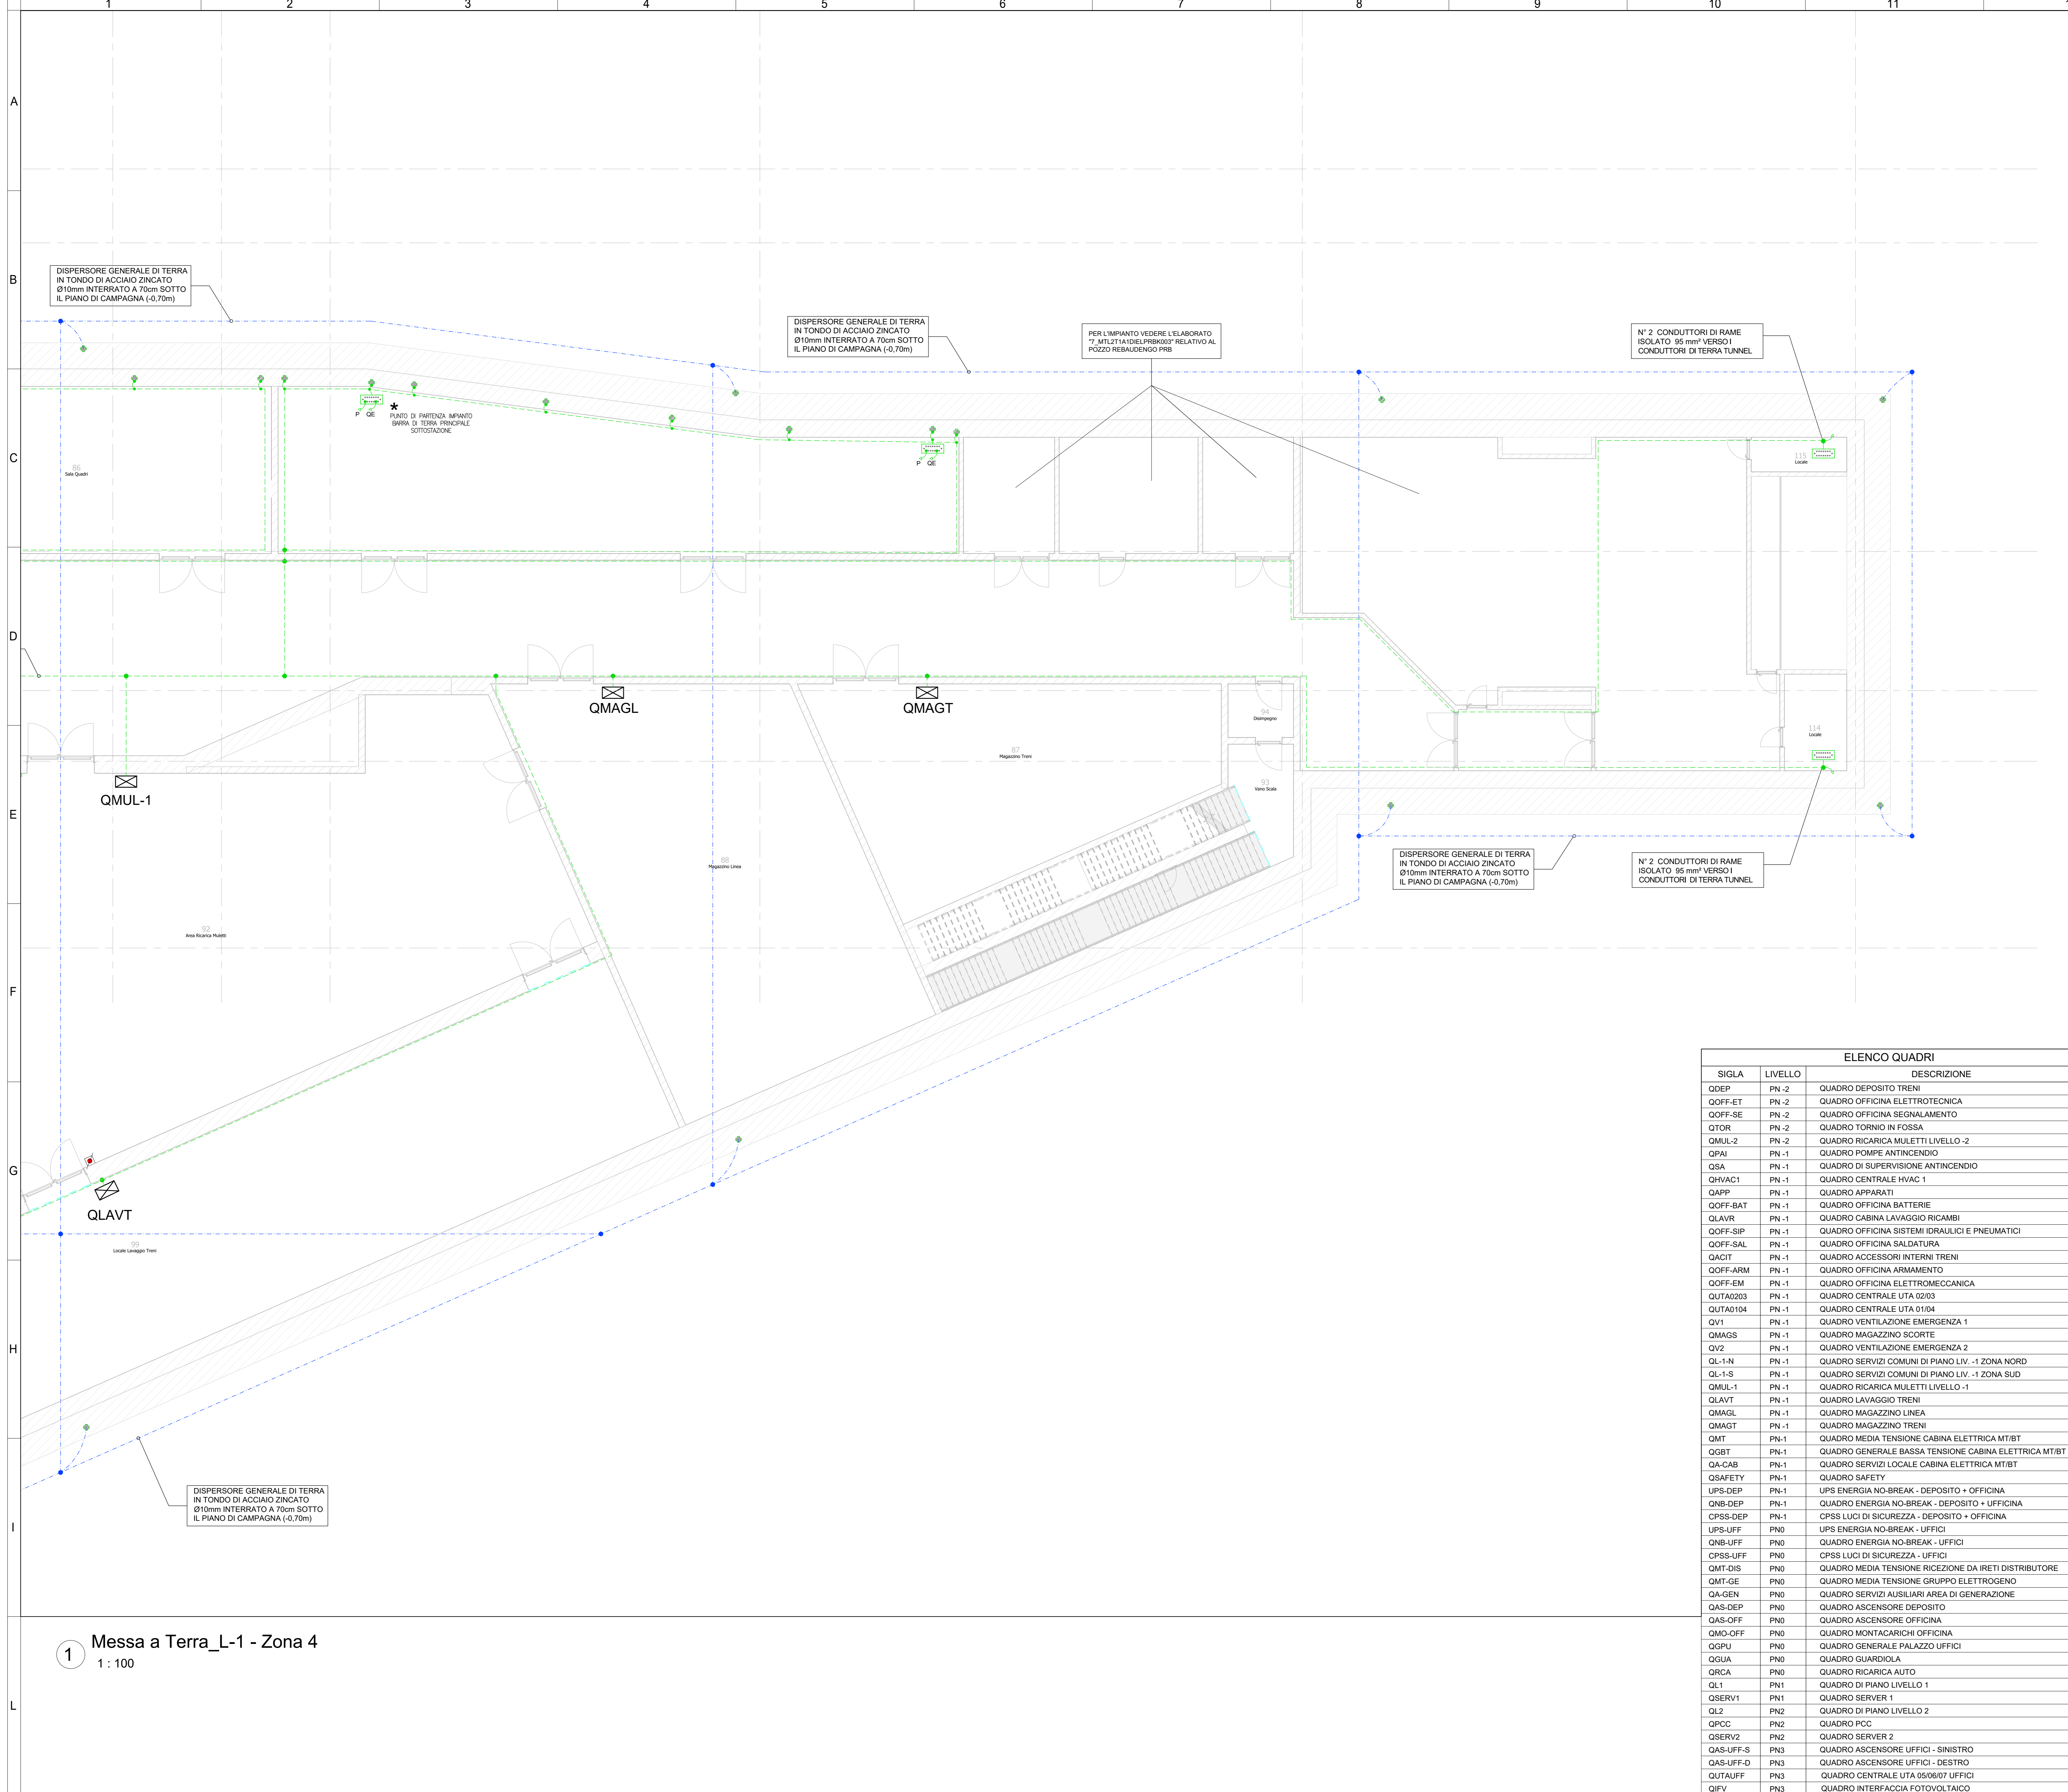 1 2 3 4 5 6 7 8 9 10 11
A
B
C
D
E
F
G
H
I
L
DISPERSORE GENERALE DI TERRA
IN TONDO DI ACCIAIO ZINCATO
Ø10mm INTERRATO A 70cm SOTTO
IL PIANO DI CAMPAGNA (-0,70m)
DISPERSORE GENERALE DI TERRA
IN TONDO DI ACCIAIO ZINCATO
Ø10mm INTERRATO A 70cm SOTTO
IL PIANO DI CAMPAGNA (-0,70m)
PER L'IMPIANTO VEDERE L'ELABORATO
"7_MTL2T1A1DIELPRBK003" RELATIVO AL
POZZO REBAUDENGO PRB
N° 2 CONDUTTORI DI RAME
ISOLATO 95 mm² VERSO I
CONDUTTORI DI TERRA TUNNEL
P QE
*
PUNTO DI PARTENZA IMPIANTO
BARRA DI TERRA PRINCIPALE
SOTTOSTAZIONE
P QE
86
Sala Quadri
115
Locale
QMAGL
QMAGT
94
Disimpegno
114
Locale
87
Magazzino Treni
93
Vano Scala
QMUL-1
88
Magazzino Linea
DISPERSORE GENERALE DI TERRA
IN TONDO DI ACCIAIO ZINCATO
Ø10mm INTERRATO A 70cm SOTTO
IL PIANO DI CAMPAGNA (-0,70m)
N° 2 CONDUTTORI DI RAME
ISOLATO 95 mm² VERSO I
CONDUTTORI DI TERRA TUNNEL
92
Area Ricarica Muletti
QLAVT
99
Locale Lavaggio Treni
DISPERSORE GENERALE DI TERRA
IN TONDO DI ACCIAIO ZINCATO
Ø10mm INTERRATO A 70cm SOTTO
IL PIANO DI CAMPAGNA (-0,70m)
1 Messa a Terra_L-1 - Zona 4
1 : 100
ELENCO QUADRI
SIGLA LIVELLO DESCRIZIONE
QDEP PN -2 QUADRO DEPOSITO TRENI
QOFF-ET PN -2 QUADRO OFFICINA ELETTROTECNICA
QOFF-SE PN -2 QUADRO OFFICINA SEGNALAMENTO
QTOR PN -2 QUADRO TORNIO IN FOSSA
QMUL-2 PN -2 QUADRO RICARICA MULETTI LIVELLO -2
QPAI PN -1 QUADRO POMPE ANTINCENDIO
QSA PN -1 QUADRO DI SUPERVISIONE ANTINCENDIO
QHVAC1 PN -1 QUADRO CENTRALE HVAC 1
QAPP PN -1 QUADRO APPARATI
QOFF-BAT PN -1 QUADRO OFFICINA BATTERIE
QLAVR PN -1 QUADRO CABINA LAVAGGIO RICAMBI
QOFF-SIP PN -1 QUADRO OFFICINA SISTEMI IDRAULICI E PNEUMATICI
QOFF-SAL PN -1 QUADRO OFFICINA SALDATURA
QACIT PN -1 QUADRO ACCESSORI INTERNI TRENI
QOFF-ARM PN -1 QUADRO OFFICINA ARMAMENTO
QOFF-EM PN -1 QUADRO OFFICINA ELETTROMECCANICA
QUTA0203 PN -1 QUADRO CENTRALE UTA 02/03
QUTA0104 PN -1 QUADRO CENTRALE UTA 01/04
QV1 PN -1 QUADRO VENTILAZIONE EMERGENZA 1
QMAGS PN -1 QUADRO MAGAZZINO SCORTE
QV2 PN -1 QUADRO VENTILAZIONE EMERGENZA 2
QL-1-N PN -1 QUADRO SERVIZI COMUNI DI PIANO LIV. -1 ZONA NORD
QL-1-S PN -1 QUADRO SERVIZI COMUNI DI PIANO LIV. -1 ZONA SUD
QMUL-1 PN -1 QUADRO RICARICA MULETTI LIVELLO -1
QLAVT PN -1 QUADRO LAVAGGIO TRENI
QMAGL PN -1 QUADRO MAGAZZINO LINEA
QMAGT PN -1 QUADRO MAGAZZINO TRENI
QMT PN-1 QUADRO MEDIA TENSIONE CABINA ELETTRICA MT/BT
QGBT PN-1 QUADRO GENERALE BASSA TENSIONE CABINA ELETTRICA MT/BT
QA-CAB PN-1 QUADRO SERVIZI LOCALE CABINA ELETTRICA MT/BT
QSAFETY PN-1 QUADRO SAFETY
UPS-DEP PN-1 UPS ENERGIA NO-BREAK - DEPOSITO + OFFICINA
QNB-DEP PN-1 QUADRO ENERGIA NO-BREAK - DEPOSITO + UFFICINA
CPSS-DEP PN-1 CPSS LUCI DI SICUREZZA - DEPOSITO + OFFICINA
UPS-UFF PN0 UPS ENERGIA NO-BREAK - UFFICI
QNB-UFF PN0 QUADRO ENERGIA NO-BREAK - UFFICI
CPSS-UFF PN0 CPSS LUCI DI SICUREZZA - UFFICI
QMT-DIS PN0 QUADRO MEDIA TENSIONE RICEZIONE DA IRETI DISTRIBUTORE
QMT-GE PN0 QUADRO MEDIA TENSIONE GRUPPO ELETTROGENO
QA-GEN PN0 QUADRO SERVIZI AUSILIARI AREA DI GENERAZIONE
QAS-DEP PN0 QUADRO ASCENSORE DEPOSITO
QAS-OFF PN0 QUADRO ASCENSORE OFFICINA
QMO-OFF PN0 QUADRO MONTACARICHI OFFICINA
QGPU PN0 QUADRO GENERALE PALAZZO UFFICI
QGUA PN0 QUADRO GUARDIOLA
QRCA PN0 QUADRO RICARICA AUTO
QL1 PN1 QUADRO DI PIANO LIVELLO 1
QSERV1 PN1 QUADRO SERVER 1
QL2 PN2 QUADRO DI PIANO LIVELLO 2
QPCC PN2 QUADRO PCC
QSERV2 PN2 QUADRO SERVER 2
QAS-UFF-S PN3 QUADRO ASCENSORE UFFICI - SINISTRO
QAS-UFF-D PN3 QUADRO ASCENSORE UFFICI - DESTRO
QUTAUFF PN3 QUADRO CENTRALE UTA 05/06/07 UFFICI
QIFV PN3 QUADRO INTERFACCIA FOTOVOLTAICO